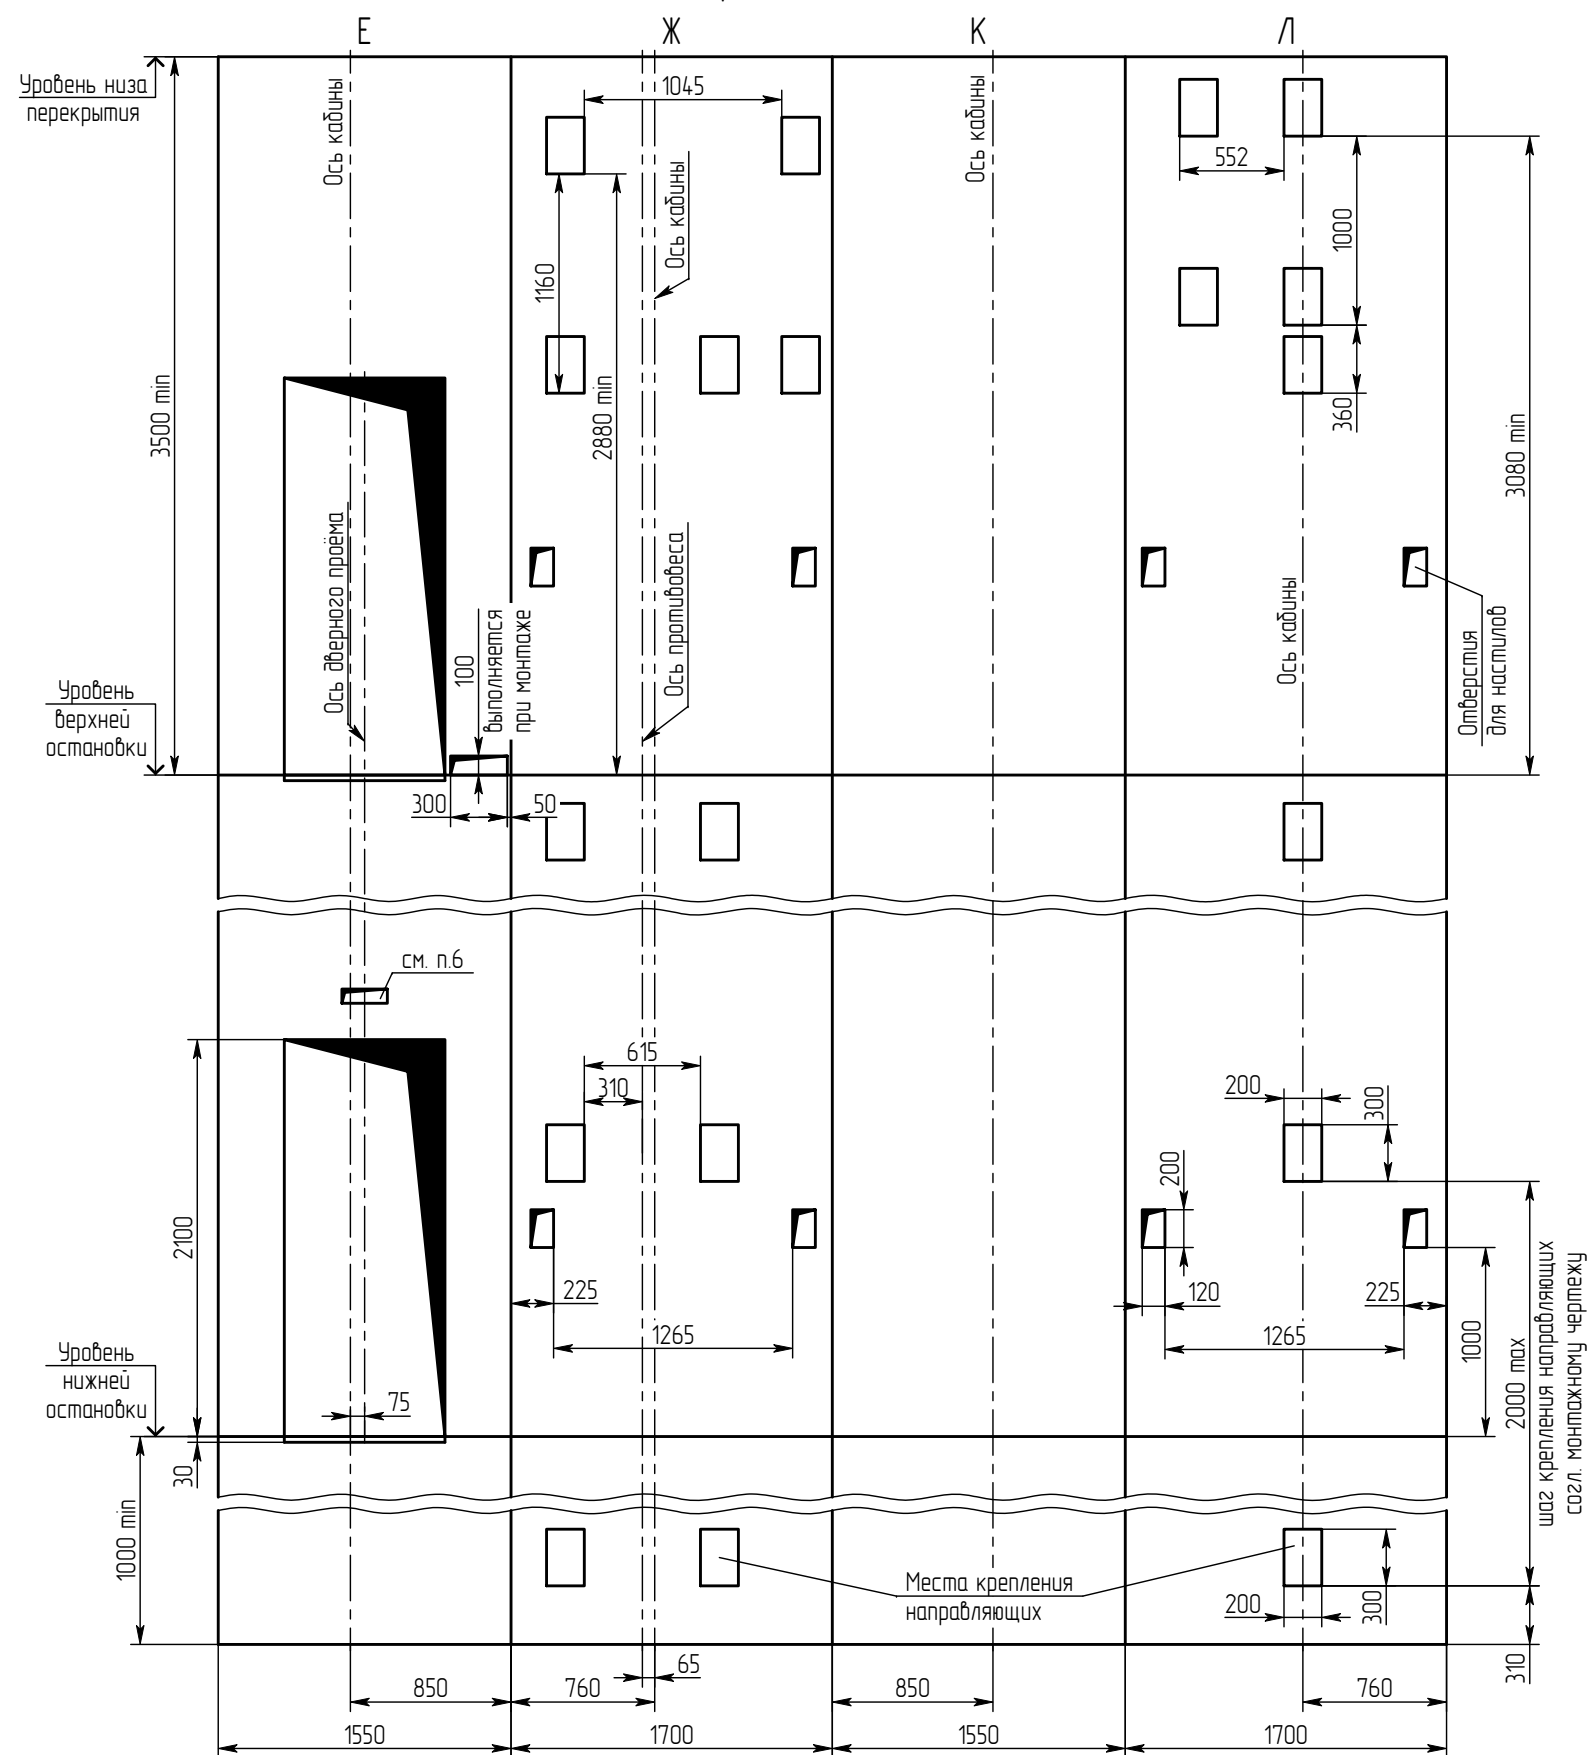 Е
Ж
К
Л
Уровень низа
перекрытия
Ось кабины
1045
Ось кабины
Ось кабины
552
1000
1160
3500 min
2880 min
360
3080 min
Ось дверного проёма
100
выполняется
при монтаже
Ось противовеса
Ось кабины
Отверстия
для настилов
Уровень
верхней
остановки
300
50
см. п.6
615
310
200
300
2100
200
225
1265
120
225
1265
1000
2000 max
шаг крепления направляющих
согл. монтажному чертежу
Уровень
нижней
остановки
75
30
1000 min
Места крепления
направляющих
200
300
310
65
850
760
850
760
1550
1700
1550
1700